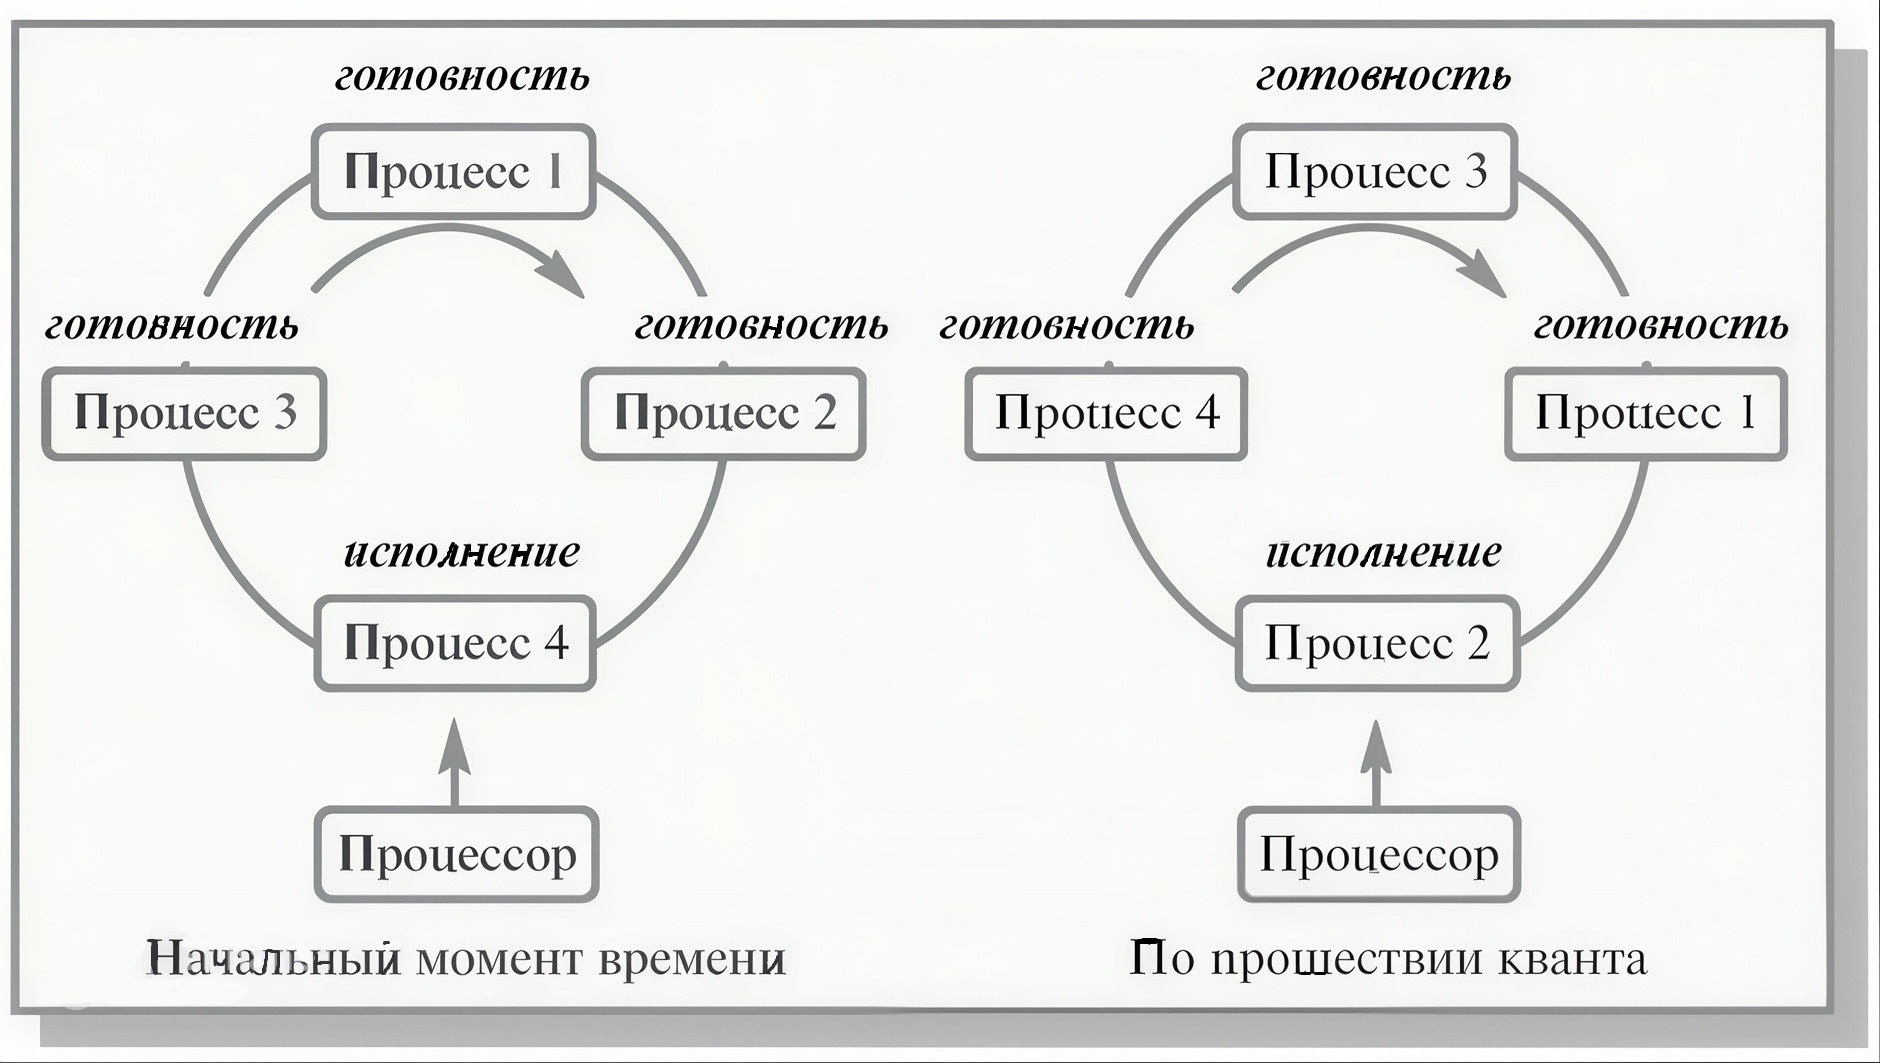 готовность
Процесс 1
готовность
Процесс 3
готовность
Процесс 2
исполнение
Процесс 4
Процессор
Начальный момент времени
готовность
Процесс 3
готовность
Процесс 4
готовность
Процесс 1
исполнение
Процесс 2
Процессор
По прошествии кванта